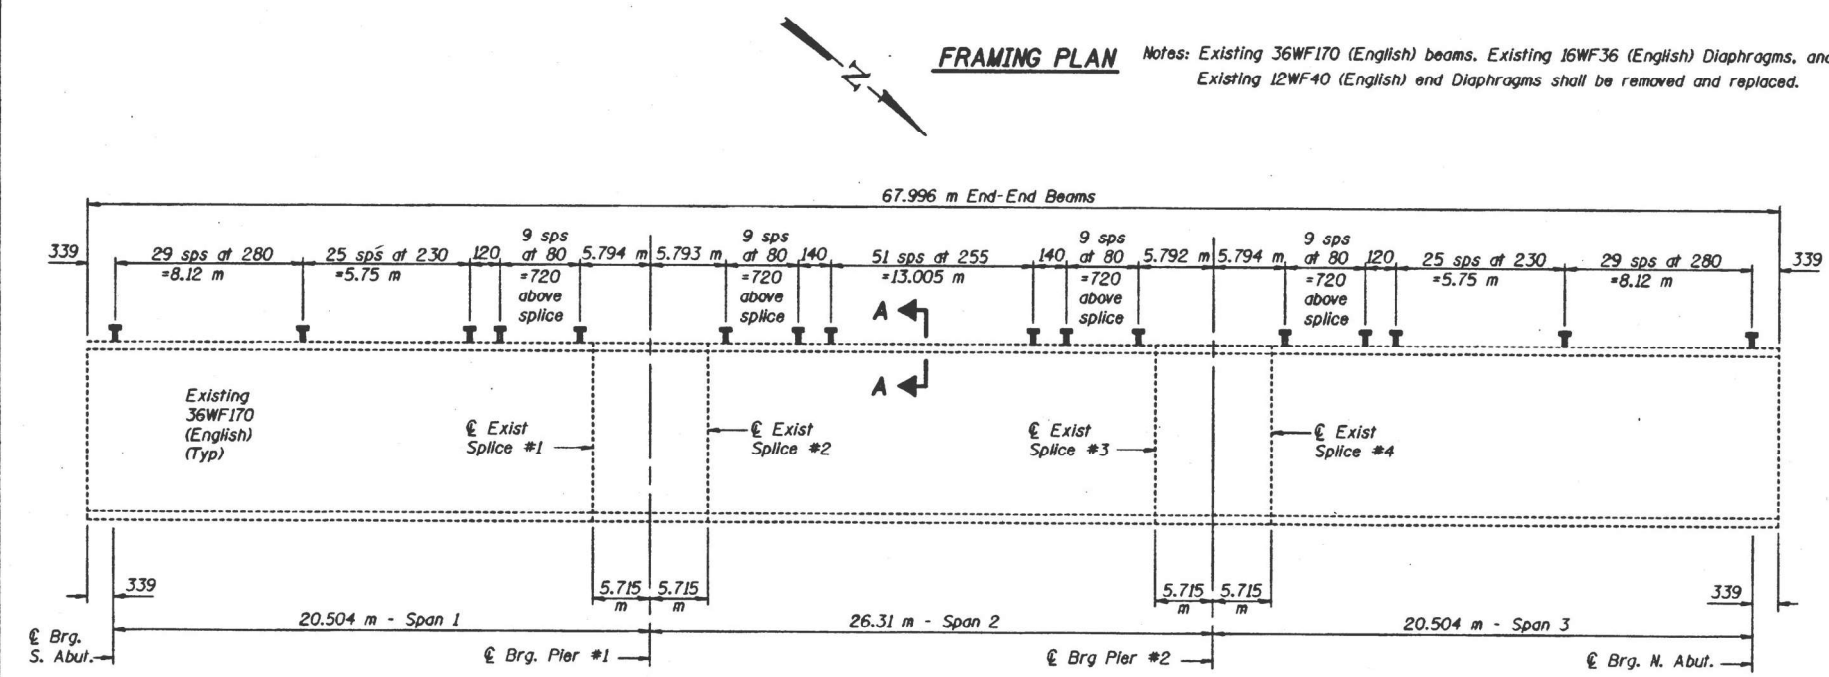 N
FRAMING PLAN
Notes: Existing 36WF170 (English) beams. Existing 16WF36 (English) Diaphragms, and
Existing 12WF40 (English) end Diaphragms shall be removed and replaced.
67.996 m End-End Beams
339
29 sps at 280
=8.12 m
25 sps at 230
=5.75 m
120
9 sps
at 80
=720
above
splice
5.794 m
5.793 m
9 sps
at 80
=720
above
splice
140
51 sps at 255
=13.005 m
140
9 sps
at 80
=720
above
splice
5.792 m
5.794 m
9 sps
at 80
=720
above
splice
120
25 sps at 230
=5.75 m
29 sps at 280
=8.12 m
339
A
A
Existing
36WF170
(English)
(Typ)
℄ Exist
Splice #1
℄ Exist
Splice #2
℄ Exist
Splice #3
℄ Exist
Splice #4
339
5.715
m
5.715
m
5.715
m
5.715
m
339
20.504 m - Span 1
26.31 m - Span 2
20.504 m - Span 3
℄ Brg.
S. Abut.
℄ Brg. Pier #1
℄ Brg Pier #2
℄ Brg. N. Abut.